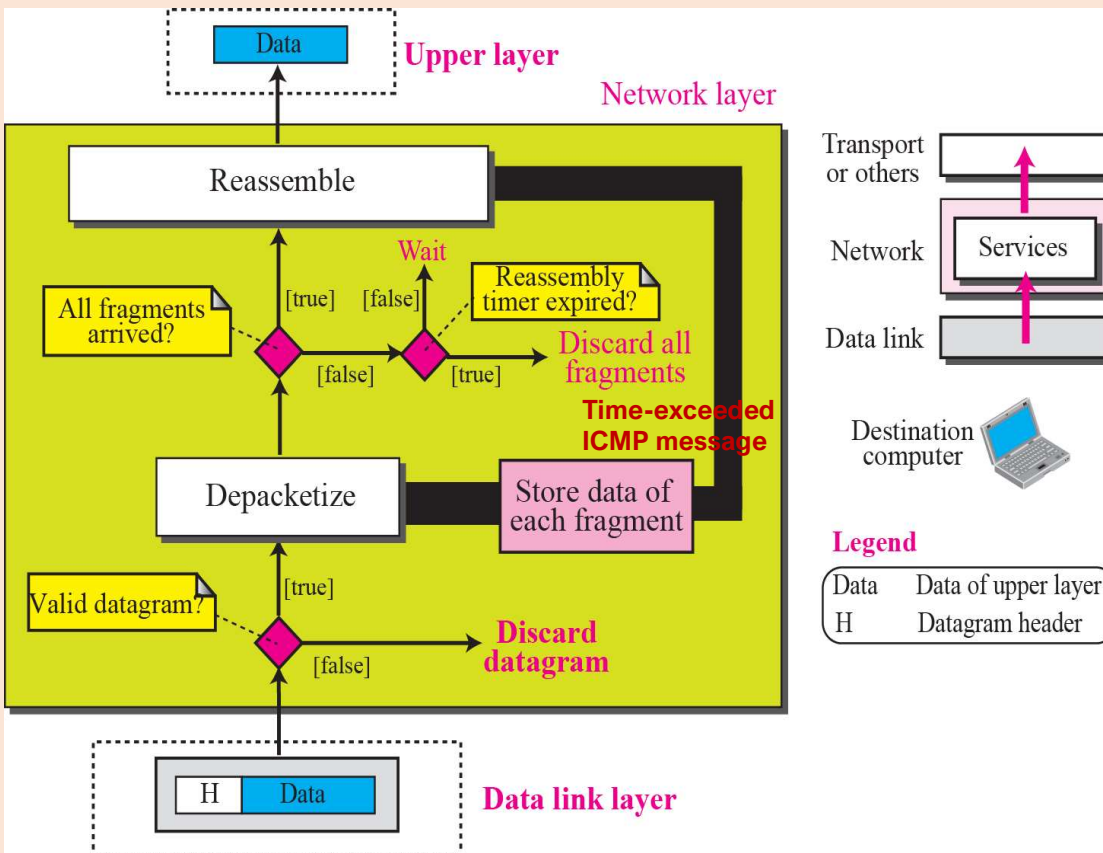 Data
Upper layer
Network layer
Reassemble
Wait
[true]
[false]
Reassembly
timer expired?
All fragments
arrived?
[false]
[true]
Discard all
fragments
Time-exceeded
ICMP message
Depacketize
Store data of
each fragment
[true]
Valid datagram?
[false]
Discard
datagram
H
Data
Data link layer
Transport
or others
Network
Services
Data link
Destination
computer
Legend
Data Data of upper layer
H Datagram header